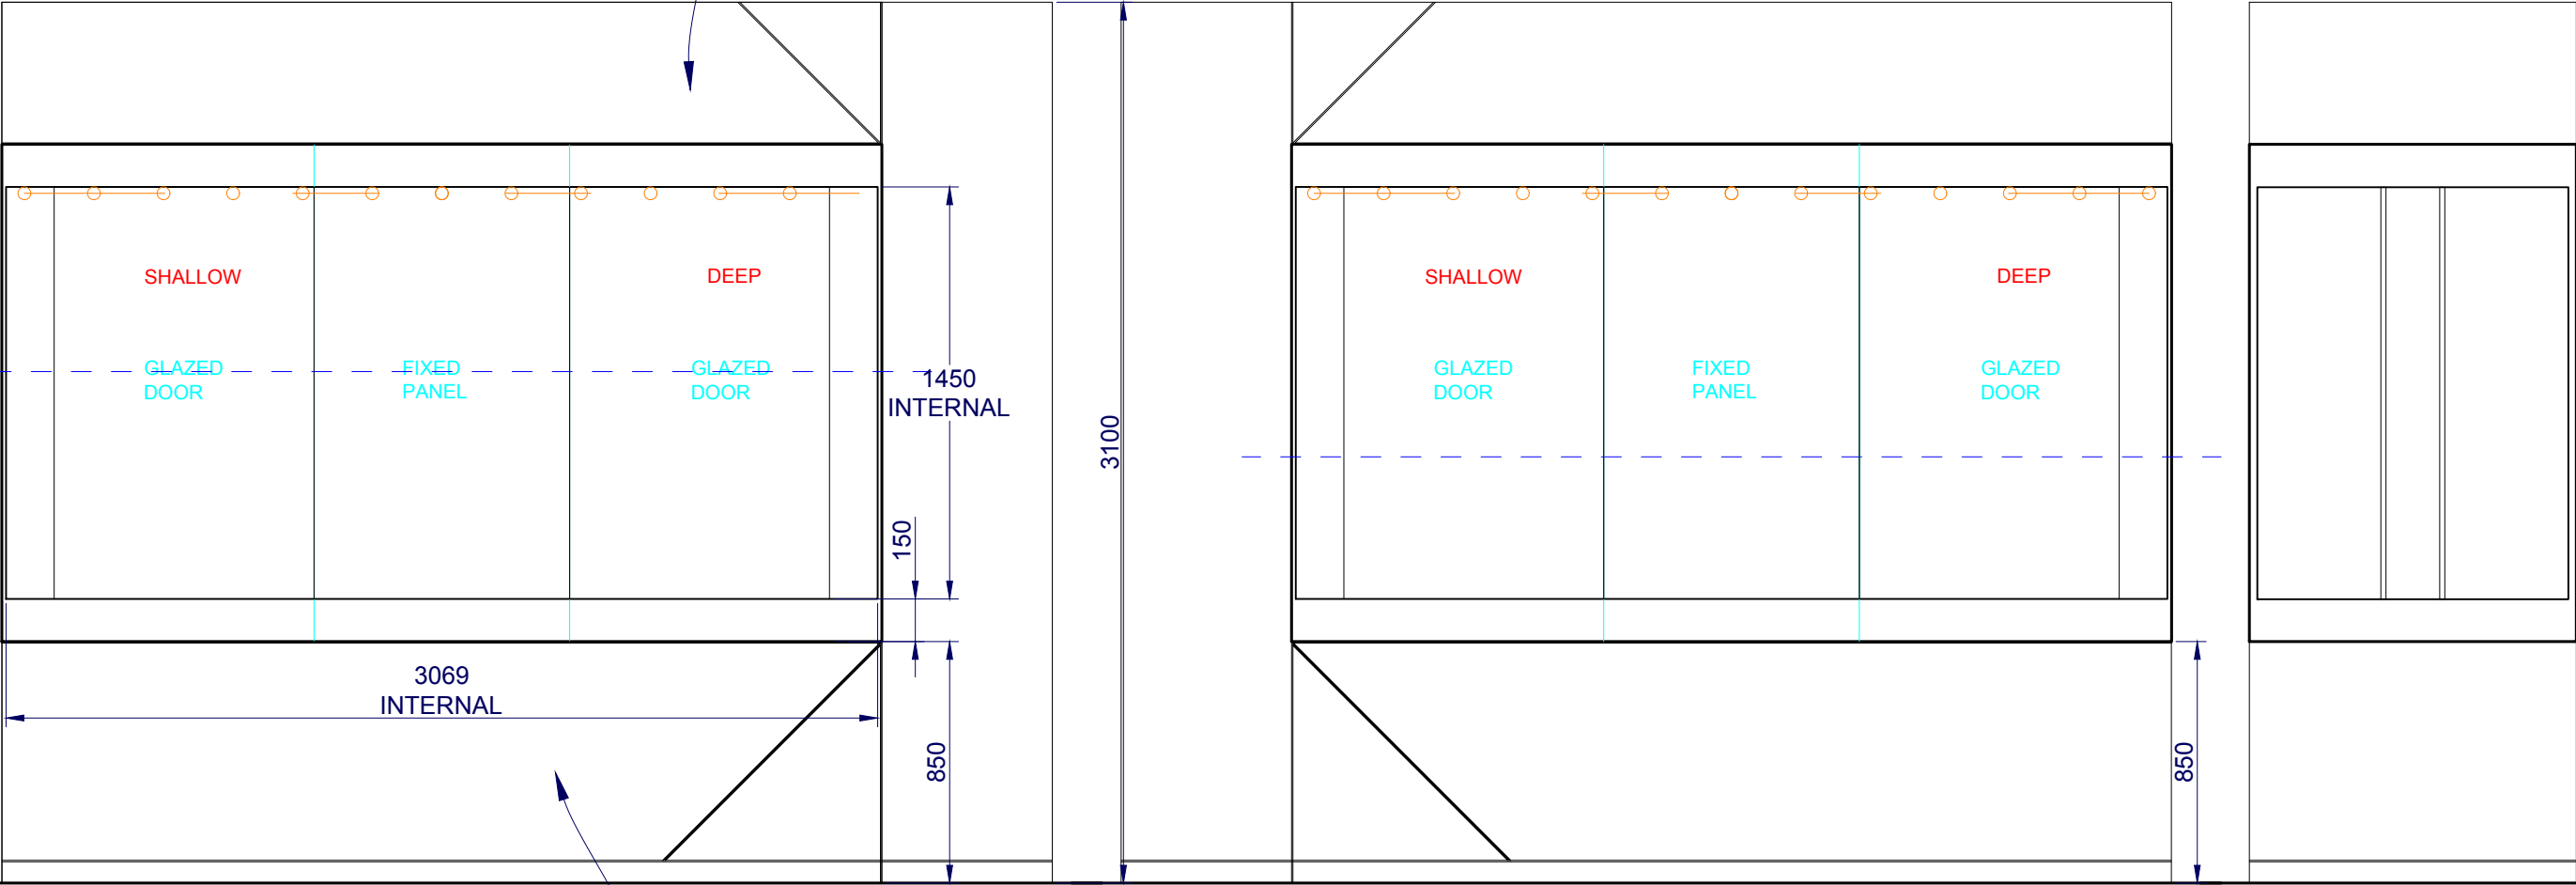 SHALLOW
DEEP
GLAZED
DOOR
FIXED
PANEL
GLAZED
DOOR
1450
INTERNAL
150
3069
INTERNAL
850
3100
SHALLOW
DEEP
GLAZED
DOOR
FIXED
PANEL
GLAZED
DOOR
850